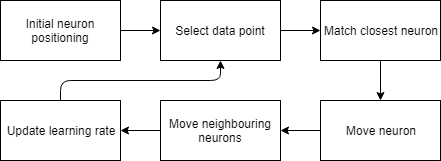 Initial neuron
positioning
Select data point
Match closest neuron
Move neuron
Move neighbouring
neurons
Update learning rate